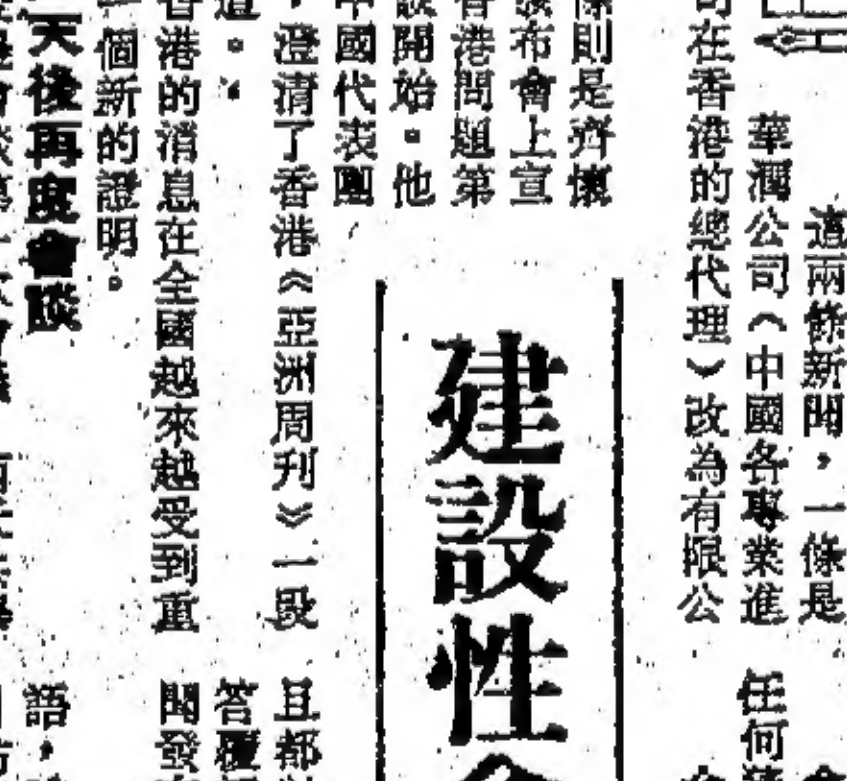 這兩條新聞，一條是
華潤公司（中國各專業進
司在香港的總代理）改為有限公
任何
建設性
條則是齊懷
發布會上宣
香港問題第
談開始。他
中國代表團
，澄清了香港《亞洲周刊》一段
道。
香港的消息在全國越來越受到重
一個新的證明。
天後再度會談
且都
答覆
聞發
語，